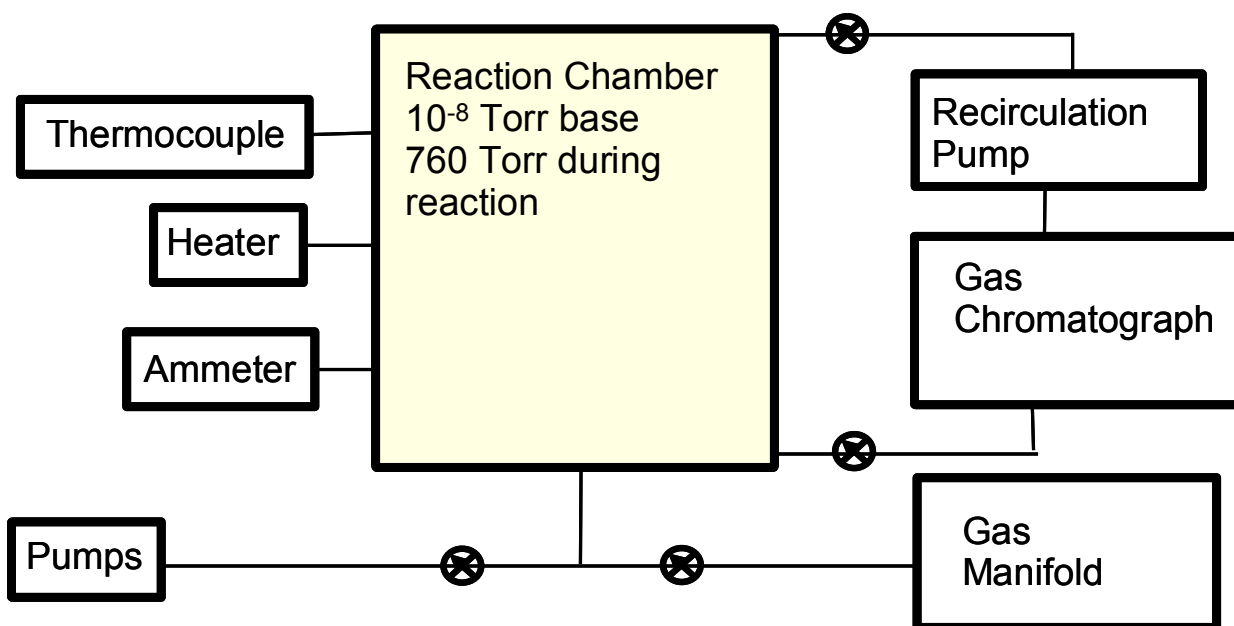 Reaction Chamber
10⁻⁸ Torr base
760 Torr during
reaction
Thermocouple
Heater
Ammeter
Recirculation
Pump
Gas
Chromatograph
Pumps
Gas
Manifold